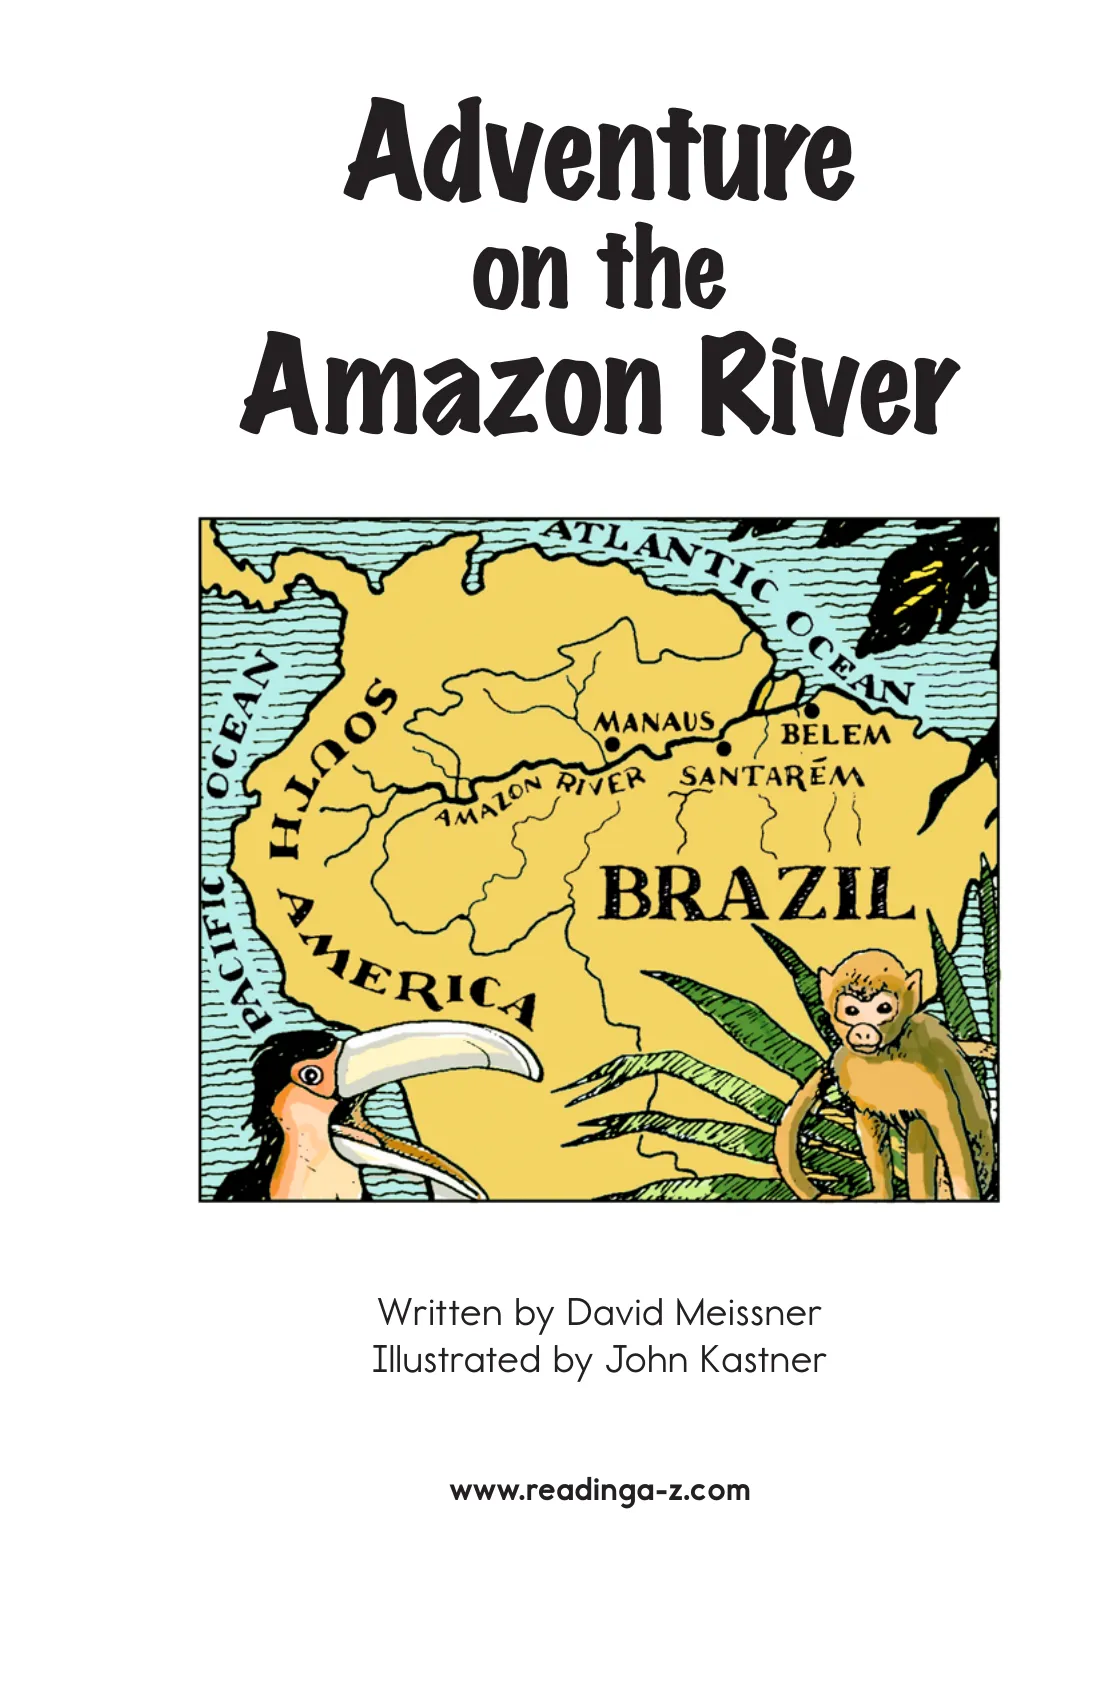 Adventure
on the
Amazon River
ATLANTIC OCEAN
PACIFIC OCEAN
SOUTH AMERICA
MANAUS
BELEM
AMAZON RIVER
SANTARÉM
BRAZIL
Written by David Meissner
Illustrated by John Kastner
www.readinga-z.com